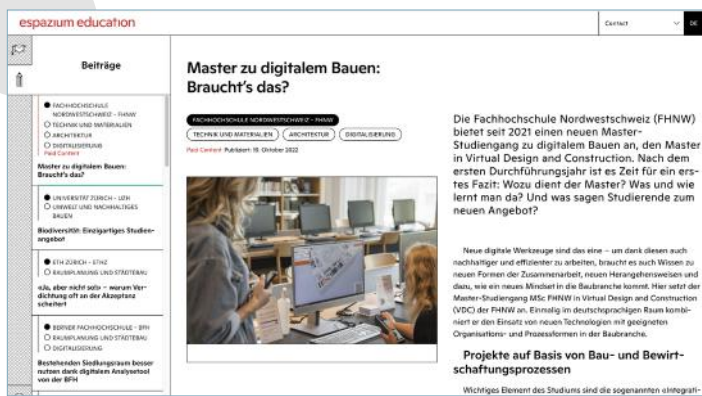 espazium education
Contact
DE
Beiträge
FACHHOCHSCHULE
NORDWESTSCHWEIZ - FHNW
TECHNIK UND MATERIALIEN
ARCHITEKTUR
DIGITALISIERUNG
Paid Content
Master zu digitalem Bauen:
Braucht's das?
UNIVERSITÄT ZÜRICH - UZH
UMWELT UND NACHHALTIGES
BAUEN
Biodiversität: Einzigartiges Studien-
angebot
ETH ZÜRICH - ETHZ
RAUMPLANUNG UND STÄDTEBAU
«Ja, aber nicht so!» – warum Ver-
dichtung oft an der Akzeptanz
scheitert
BERNER FACHHOCHSCHULE - BFH
RAUMPLANUNG UND STÄDTEBAU
DIGITALISIERUNG
Bestehenden Siedlungsraum besser
nutzen dank digitalem Analysetool
von der BFH
Master zu digitalem Bauen:
Braucht's das?
FACHHOCHSCHULE NORDWESTSCHWEIZ - FHNW
TECHNIK UND MATERIALIEN ARCHITEKTUR DIGITALISIERUNG
Paid Content Publiziert: 10. Oktober 2022
Die Fachhochschule Nordwestschweiz (FHNW)
bietet seit 2021 einen neuen Master-
Studiengang zu digitalem Bauen an, den Master
in Virtual Design and Construction. Nach dem
ersten Durchführungsjahr ist es Zeit für ein ers-
tes Fazit: Wozu dient der Master? Was und wie
lernt man da? Und was sagen Studierende zum
neuen Angebot?
Neue digitale Werkzeuge sind das eine – um dank diesen auch
nachhaltiger und effizienter zu arbeiten, braucht es auch Wissen zu
neuen Formen der Zusammenarbeit, neuen Herangehensweisen und
dazu, wie ein neues Mindset in die Baubranche kommt. Hier setzt der
Master-Studiengang MSc FHNW in Virtual Design and Construction
(VDC) der FHNW an. Einmalig im deutschsprachigen Raum kombi-
niert er den Einsatz von neuen Technologien mit geeigneten
Organisations- und Prozessformen in der Baubranche.
Projekte auf Basis von Bau- und Bewirt-
schaftungsprozessen
Wichtiges Element des Studiums sind die sogenannten «Integrati-